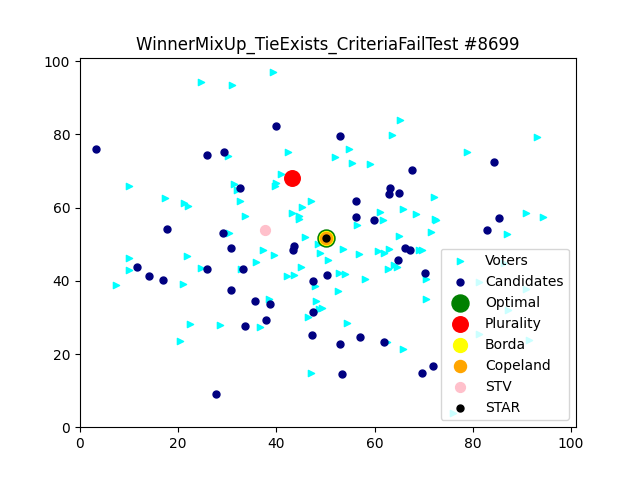 WinnerMixUp_TieExists_CriteriaFailTest #8699
100
80
60
40
20
0
0 20 40 60 80 100
Voters
Candidates
Optimal
Plurality
Borda
Copeland
STV
STAR